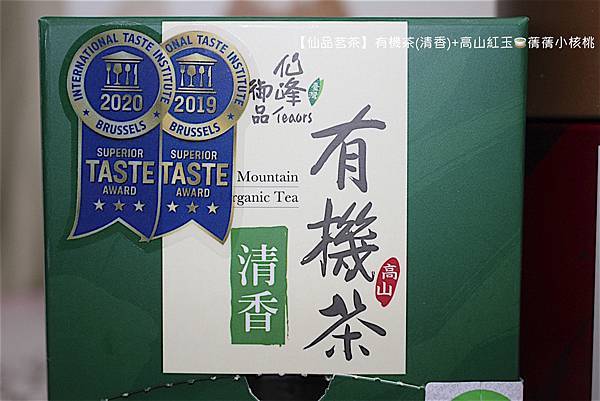 【仙品茗茶】有機茶(清香)+高山紅玉🍵蒨蒨小核桃
INTERNATIONAL TASTE INSTITUTE
2020
BRUSSELS
SUPERIOR
TASTE
AWARD
ONAL TASTE INSTITUTE
2019
BRUSSELS
SUPERIOR
TASTE
AWARD
仙峰
御品
Teaors
Mountain
rganic Tea
有機茶
高山
清香